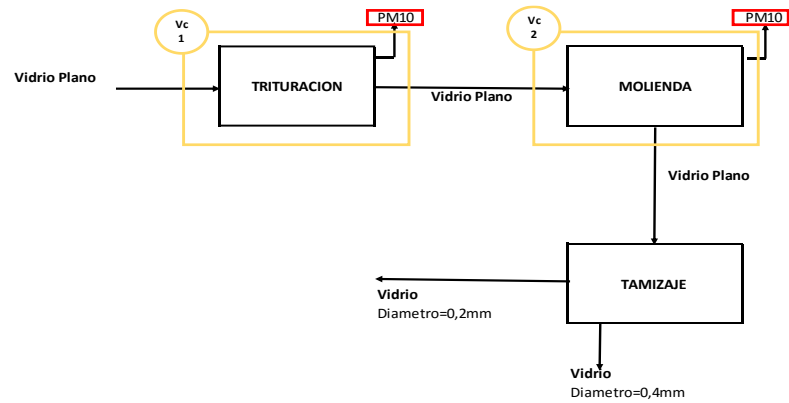 Vc
1
PM10
Vc
2
PM10
Vidrio Plano
TRITURACION
Vidrio Plano
MOLIENDA
Vidrio Plano
TAMIZAJE
Vidrio
Diametro=0,2mm
Vidrio
Diametro=0,4mm